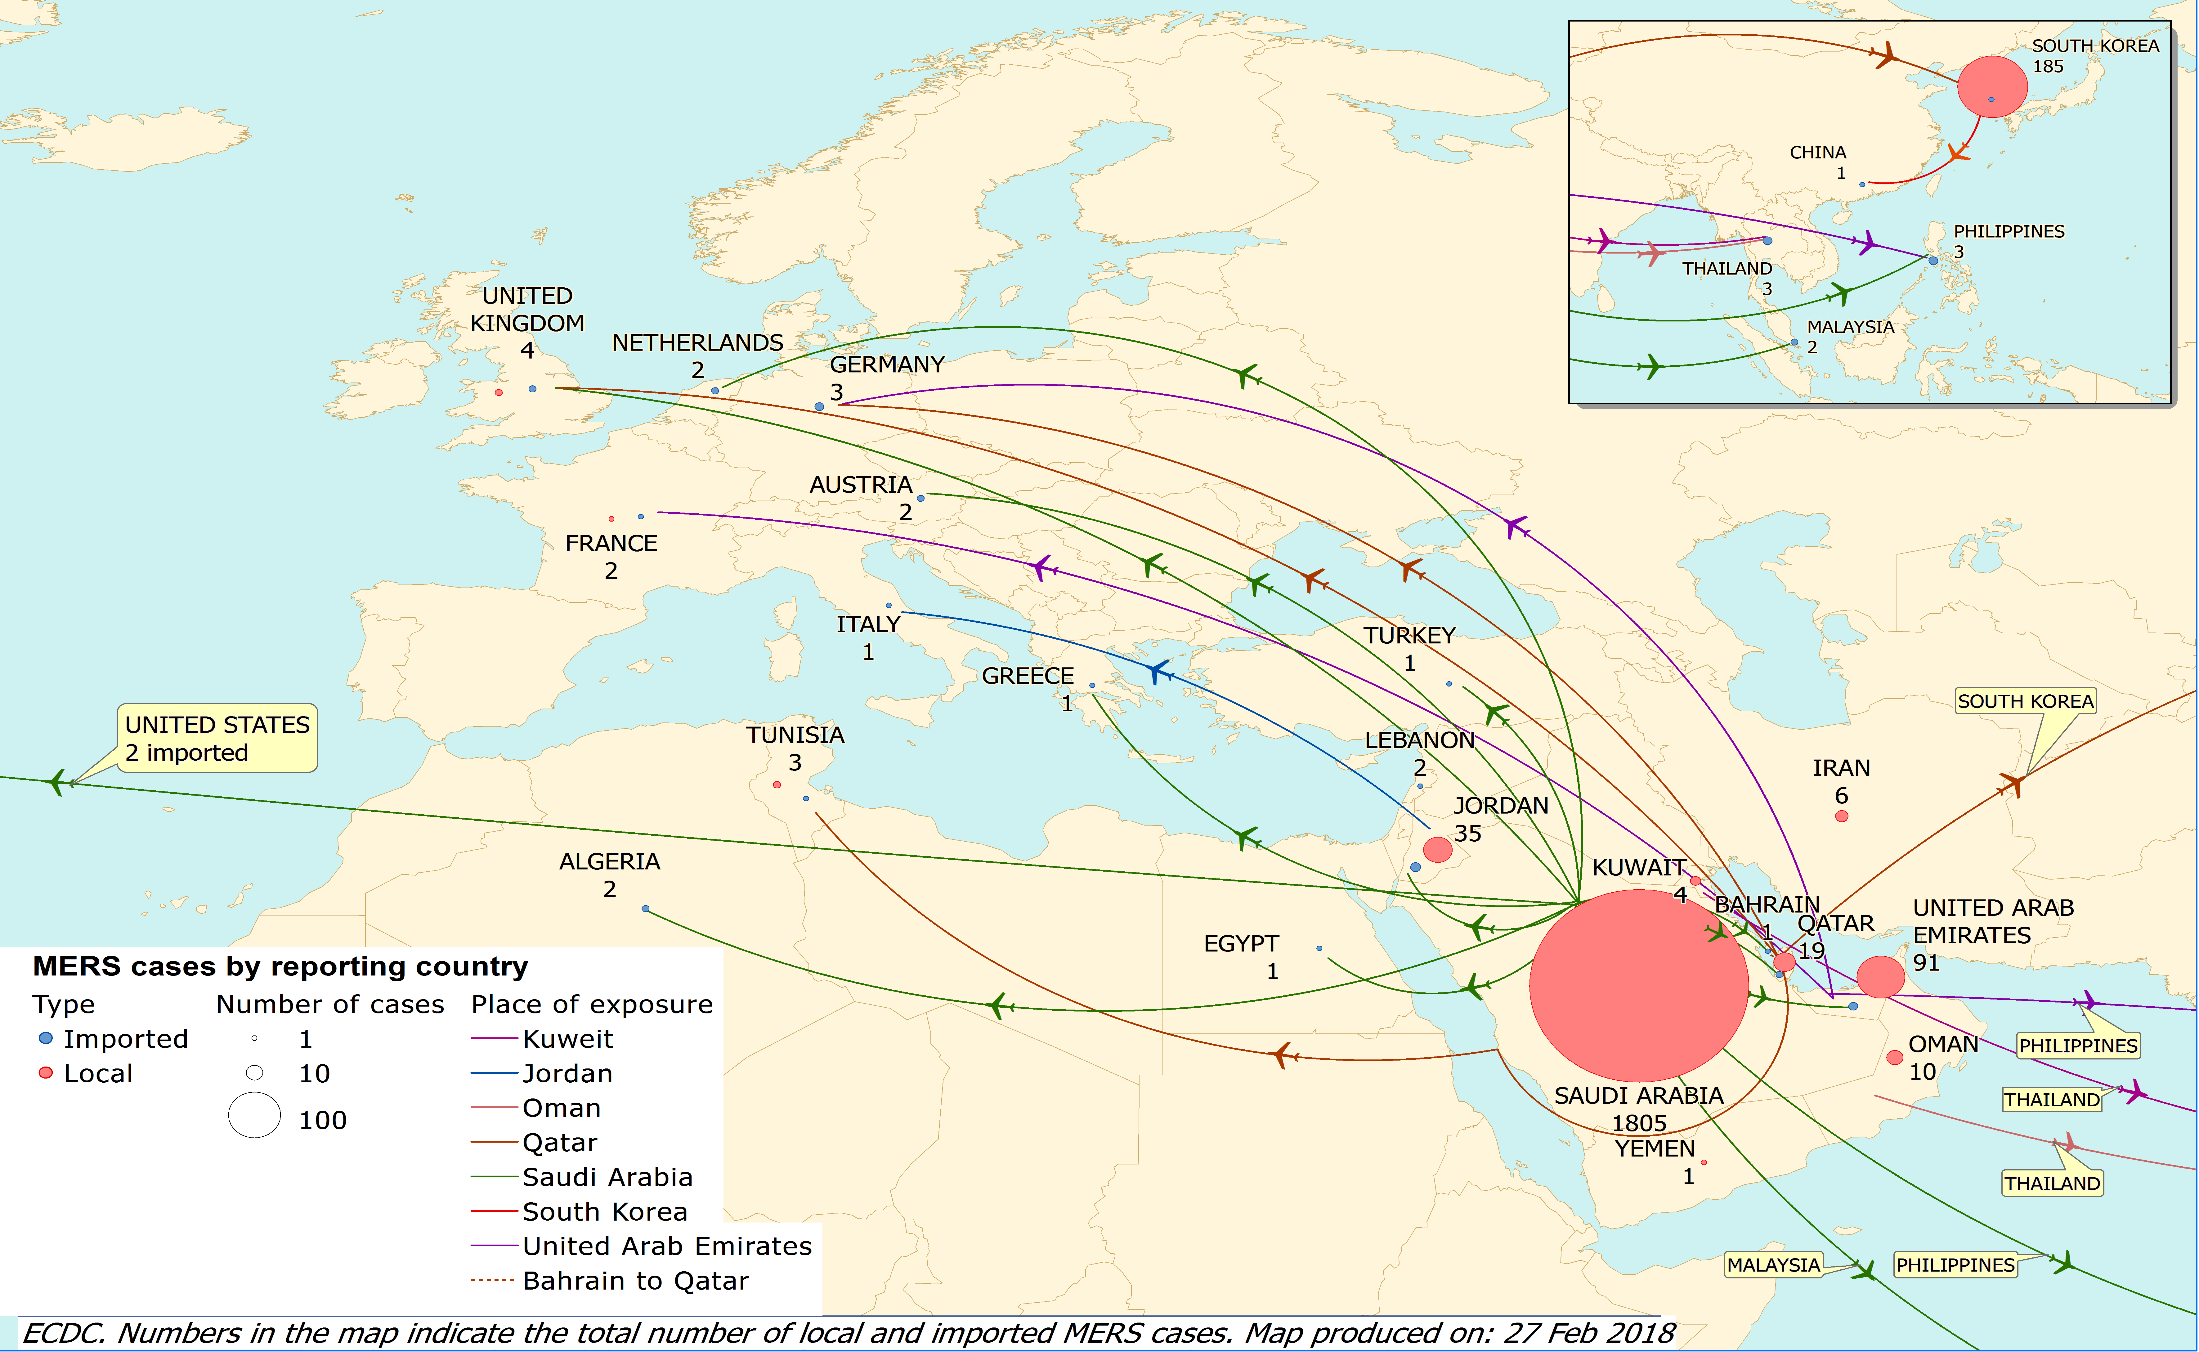 SOUTH KOREA
185
CHINA
1
PHILIPPINES
3
THAILAND
3
MALAYSIA
2
UNITED
KINGDOM
4
NETHERLANDS
2
GERMANY
3
AUSTRIA
2
FRANCE
2
ITALY
1
TURKEY
1
GREECE
1
UNITED STATES
2 imported
TUNISIA
3
LEBANON
2
SOUTH KOREA
IRAN
6
JORDAN
35
ALGERIA
2
KUWAIT
4
BAHRAIN
1
QATAR
19
UNITED ARAB
EMIRATES
91
EGYPT
1
PHILIPPINES
OMAN
10
THAILAND
SAUDI ARABIA
1805
YEMEN
1
THAILAND
MALAYSIA
PHILIPPINES
MERS cases by reporting country
Type
Imported
Local
Number of cases
1
10
100
Place of exposure
Kuweit
Jordan
Oman
Qatar
Saudi Arabia
South Korea
United Arab Emirates
Bahrain to Qatar
ECDC. Numbers in the map indicate the total number of local and imported MERS cases. Map produced on: 27 Feb 2018